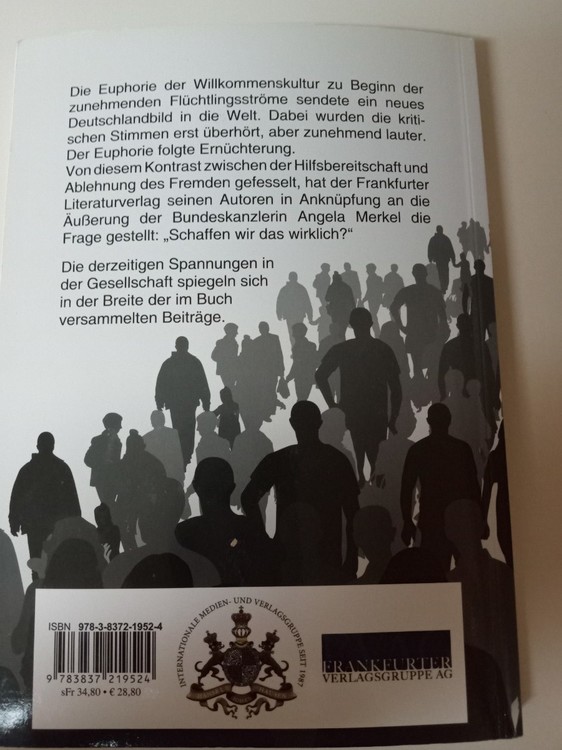 Die Euphorie der Willkommenskultur zu Beginn der
zunehmenden Flüchtlingsströme sendete ein neues
Deutschlandbild in die Welt. Dabei wurden die kriti-
schen Stimmen erst überhört, aber zunehmend lauter.
Der Euphorie folgte Ernüchterung.
Von diesem Kontrast zwischen der Hilfsbereitschaft und
Ablehnung des Fremden gefesselt, hat der Frankfurter
Literaturverlag seinen Autoren in Anknüpfung an die
Äußerung der Bundeskanzlerin Angela Merkel die
Frage gestellt: „Schaffen wir das wirklich?“
Die derzeitigen Spannungen in
der Gesellschaft spiegeln sich
in der Breite der im Buch
versammelten Beiträge.
ISBN 978-3-8372-1952-4
9 783837 219524
sFr 34,80 • € 28,80
INTERNATIONALE MEDIEN- UND VERLAGSGRUPPE SEIT 1987
FRANKFURTER
VERLAGSGRUPPE AG